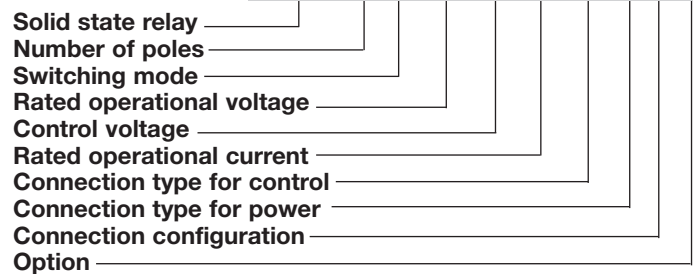 Solid state relay
Number of poles
Switching mode
Rated operational voltage
Control voltage
Rated operational current
Connection type for control
Connection type for power
Connection configuration
Option